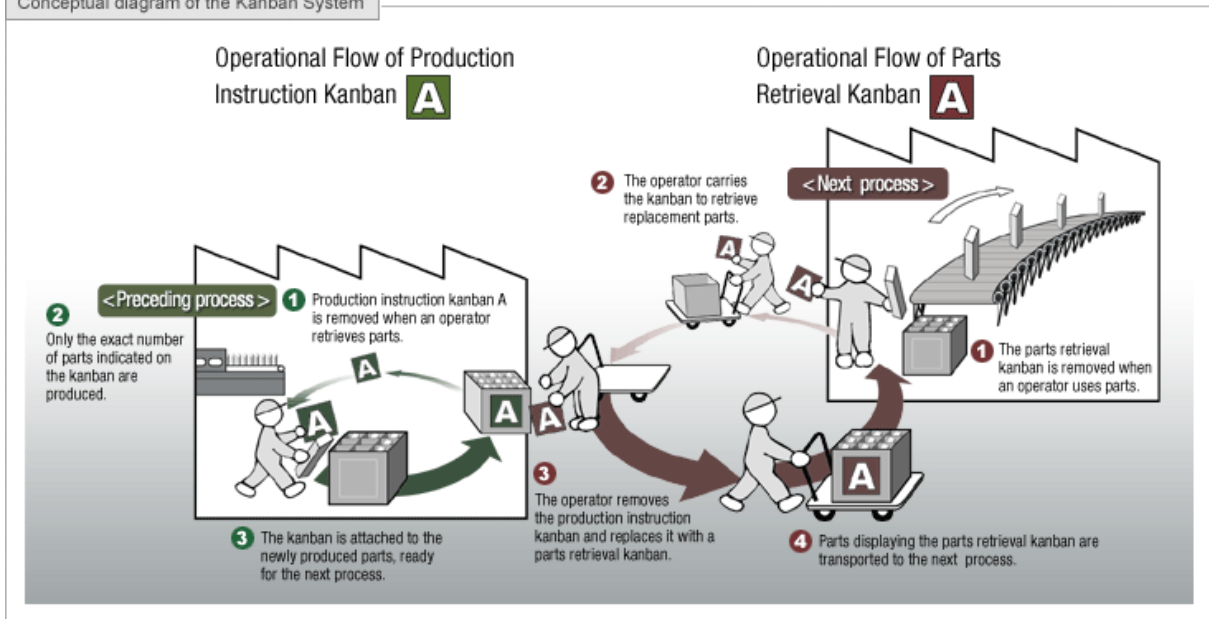 Conceptual diagram of the Kanban System
Operational Flow of Production
Instruction Kanban A
Operational Flow of Parts
Retrieval Kanban A
<Preceding process>
1 Production instruction kanban A
is removed when an operator
retrieves parts.
2
Only the exact number
of parts indicated on
the kanban are
produced.
A
A
A
3 The kanban is attached to the
newly produced parts, ready
for the next process.
<Next process>
1 The parts retrieval
kanban is removed when
an operator uses parts.
2 The operator carries
the kanban to retrieve
replacement parts.
A
A
A
3
The operator removes
the production instruction
kanban and replaces it with a
parts retrieval kanban.
A
4 Parts displaying the parts retrieval kanban are
transported to the next process.